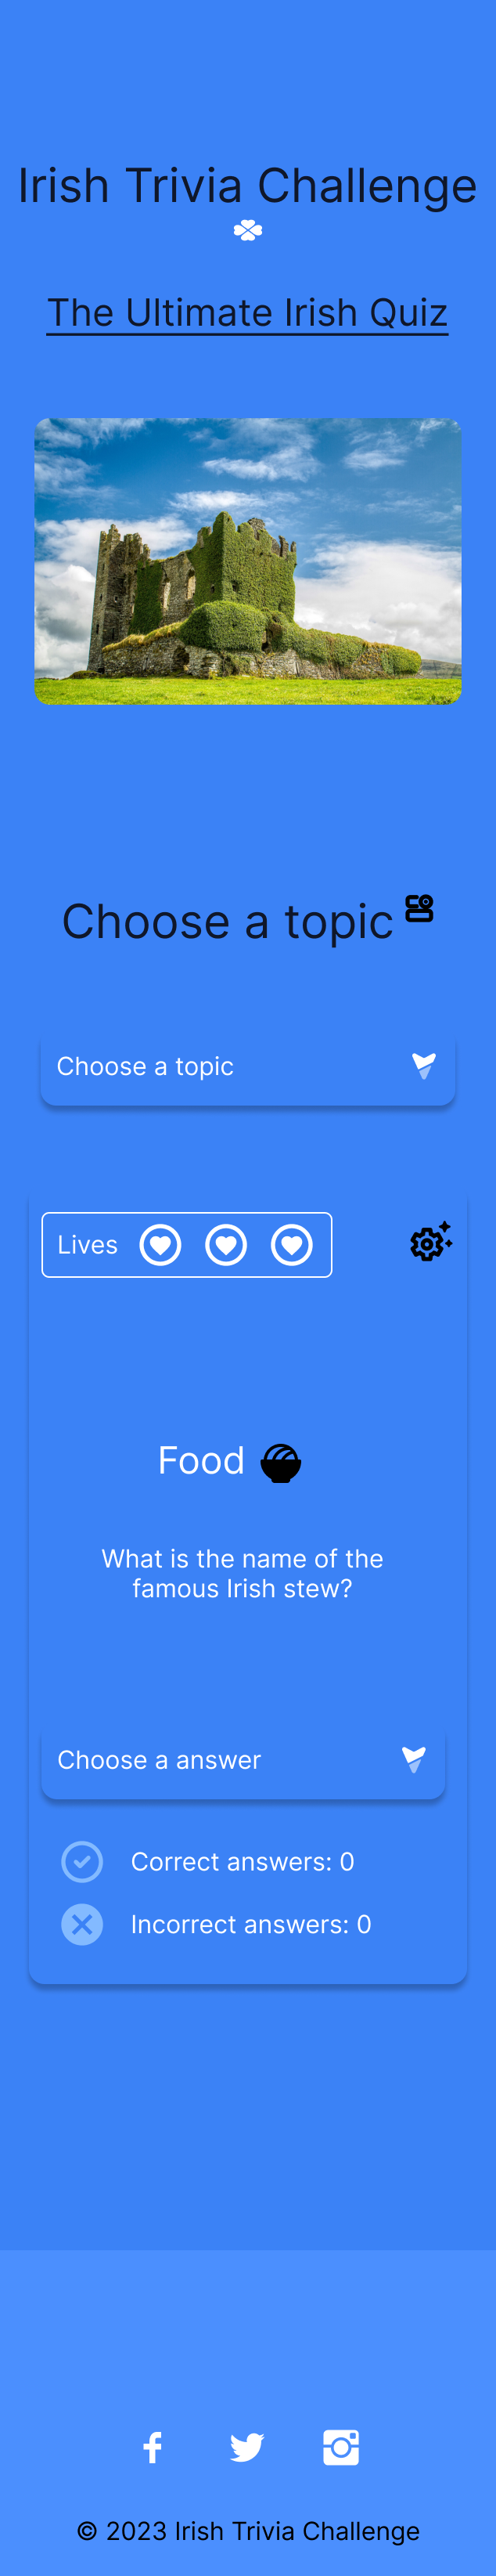 Irish Trivia Challenge
The Ultimate Irish Quiz
Choose a topic
Choose a topic
Lives
Food
What is the name of the
famous Irish stew?
Choose a answer
Correct answers: 0
Incorrect answers: 0
© 2023 Irish Trivia Challenge